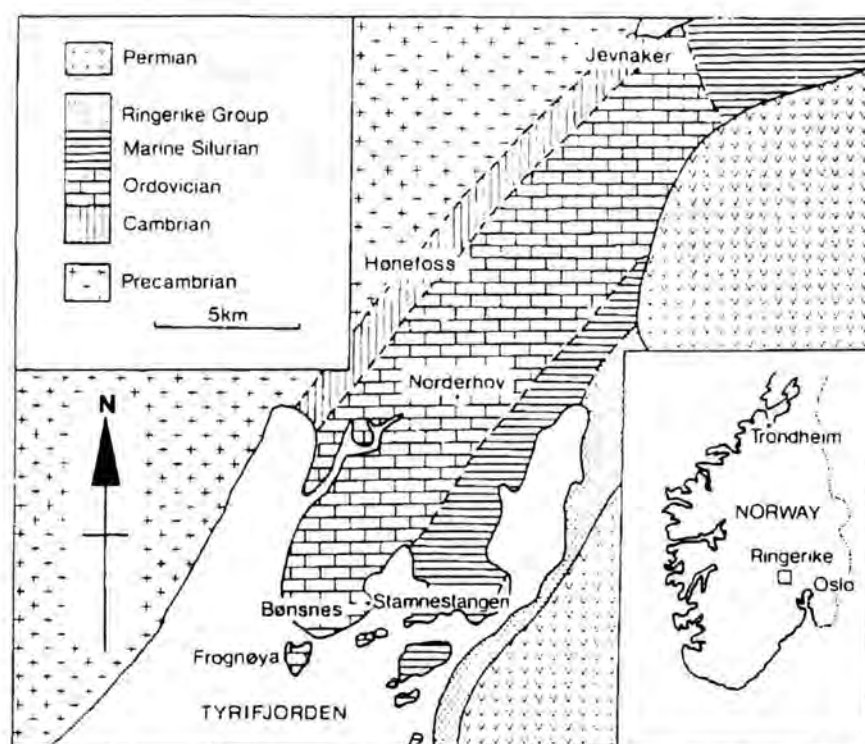 Permian
Ringerike Group
Marine Silurian
Ordovician
Cambrian
Precambrian
5km
N
Jevnaker
Hønefoss
Norderhov
Bønsnes
Stamnestangen
Frognøya
TYRIFJORDEN
Trondheim
NORWAY
Ringerike
Oslo